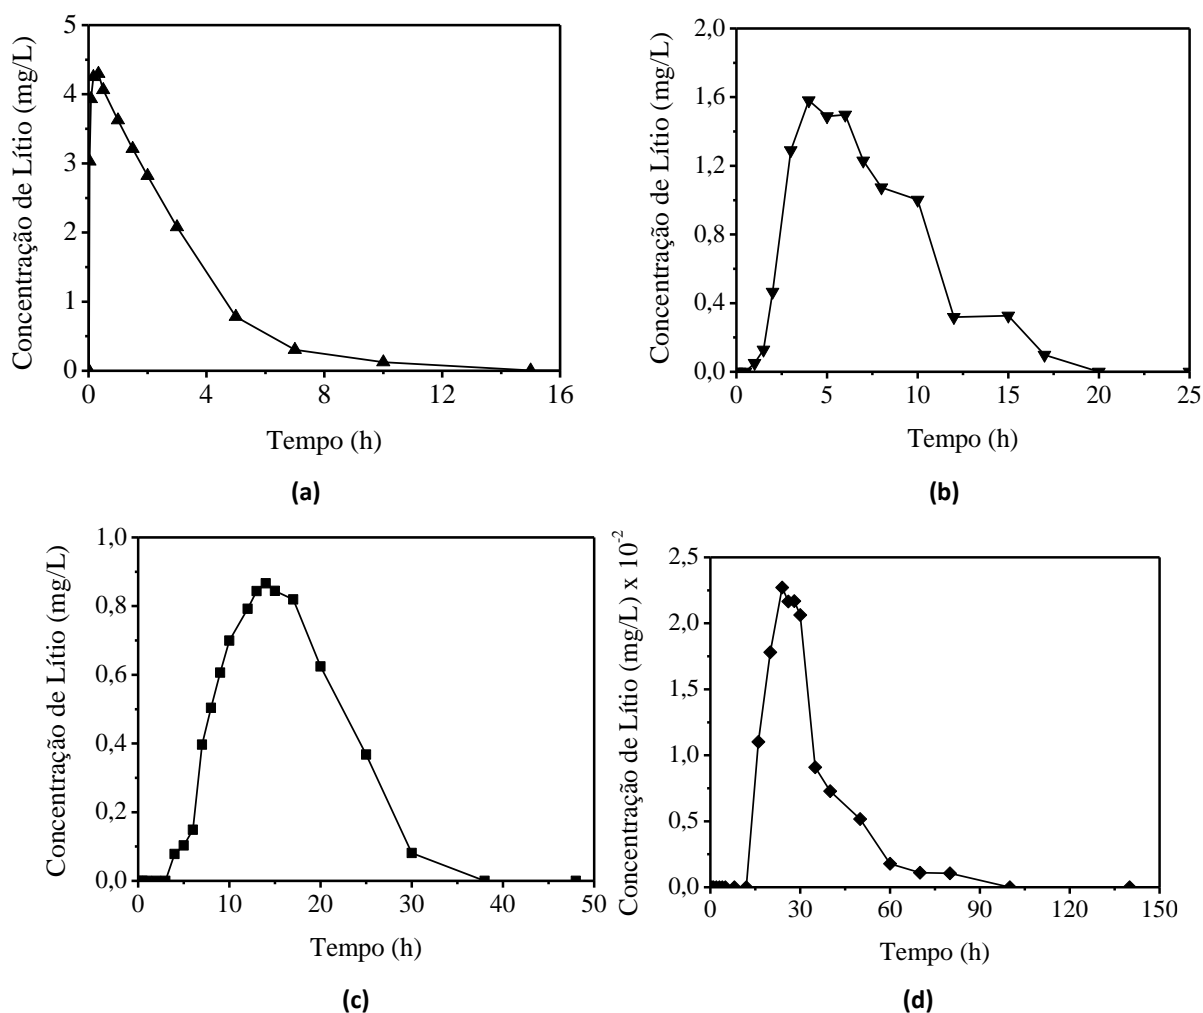 Concentração de Lítio (mg/L)
5
4
3
2
1
0
0 4 8 12 16
Tempo (h)
(a)
Concentração de Lítio (mg/L)
2,0
1,6
1,2
0,8
0,4
0,0
0 5 10 15 20 25
Tempo (h)
(b)
Concentração de Lítio (mg/L)
1,0
0,8
0,6
0,4
0,2
0,0
0 10 20 30 40 50
Tempo (h)
(c)
Concentração de Lítio (mg/L) x 10⁻²
2,5
2,0
1,5
1,0
0,5
0,0
0 30 60 90 120 150
Tempo (h)
(d)